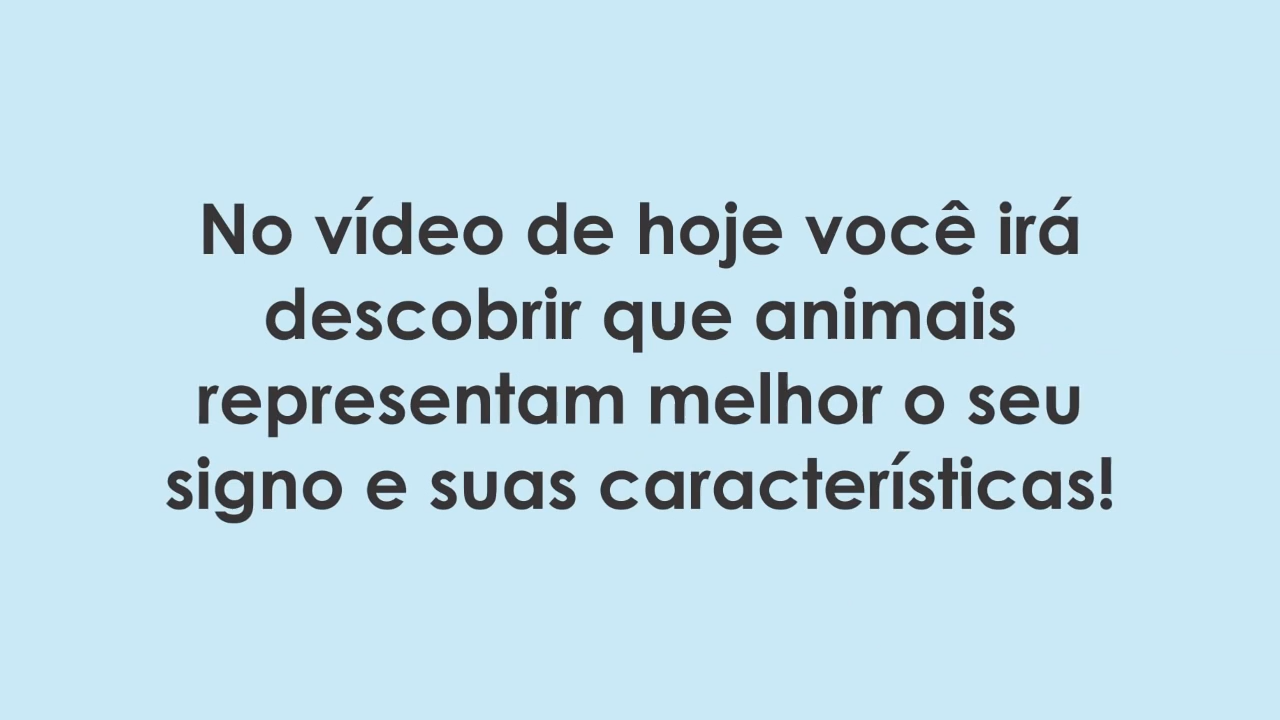 No vídeo de hoje você irá
descobrir que animais
representam melhor o seu
signo e suas características!